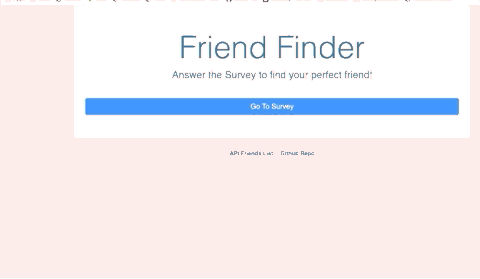 Friend Finder
Answer the Survey to find your perfect friend!
Go To Survey
API Friends List GitHub Repo